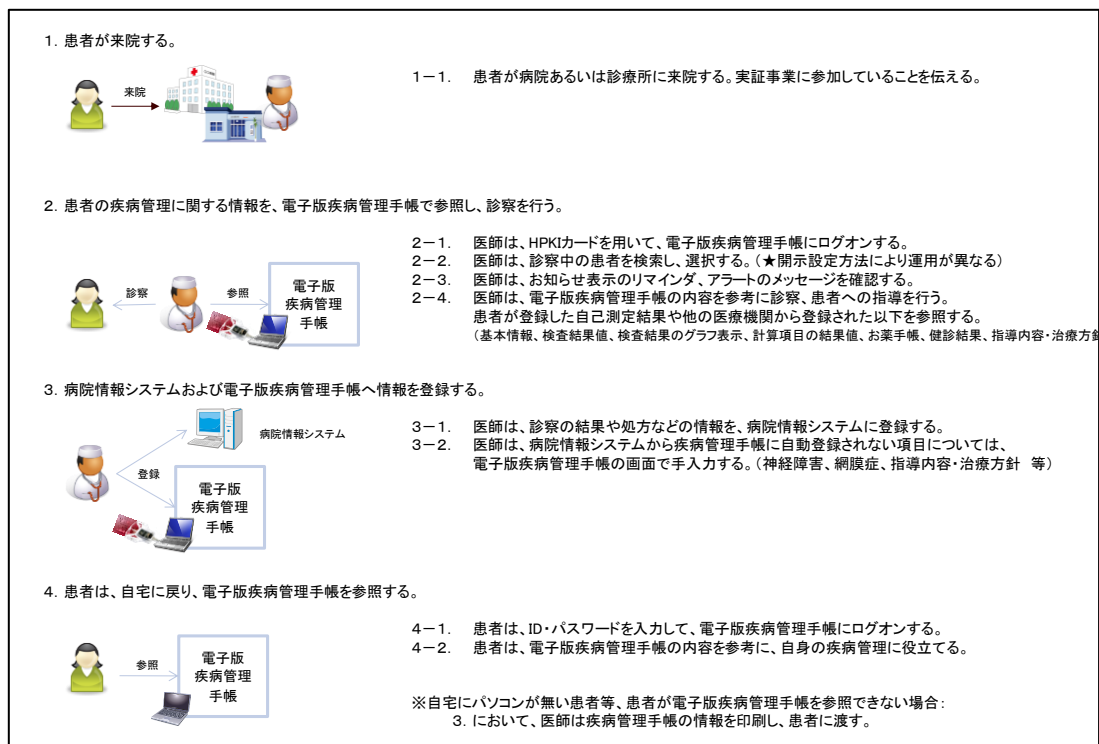 1. 患者が来院する。
来院
1-1. 患者が病院あるいは診療所に来院する。実証事業に参加していることを伝える。
2. 患者の疾病管理に関する情報を、電子版疾病管理手帳で参照し、診察を行う。
診察
参照
電子版
疾病管理
手帳
2-1. 医師は、HPKIカードを用いて、電子版疾病管理手帳にログオンする。
2-2. 医師は、診察中の患者を検索し、選択する。(★開示設定方法により運用が異なる)
2-3. 医師は、お知らせ表示のリマインダ、アラートのメッセージを確認する。
2-4. 医師は、電子版疾病管理手帳の内容を参考に診察、患者への指導を行う。
患者が登録した自己測定結果や他の医療機関から登録された以下を参照する。
(基本情報、検査結果値、検査結果のグラフ表示、計算項目の結果値、お薬手帳、健診結果、指導内容・治療方針
3. 病院情報システムおよび電子版疾病管理手帳へ情報を登録する。
病院情報システム
登録
電子版
疾病管理
手帳
3-1. 医師は、診察の結果や処方などの情報を、病院情報システムに登録する。
3-2. 医師は、病院情報システムから疾病管理手帳に自動登録されない項目については、
電子版疾病管理手帳の画面で手入力する。(神経障害、網膜症、指導内容・治療方針 等)
4. 患者は、自宅に戻り、電子版疾病管理手帳を参照する。
参照
電子版
疾病管理
手帳
4-1. 患者は、ID・パスワードを入力して、電子版疾病管理手帳にログオンする。
4-2. 患者は、電子版疾病管理手帳の内容を参考に、自身の疾病管理に役立てる。
※自宅にパソコンが無い患者等、患者が電子版疾病管理手帳を参照できない場合:
3. において、医師は疾病管理手帳の情報を印刷し、患者に渡す。